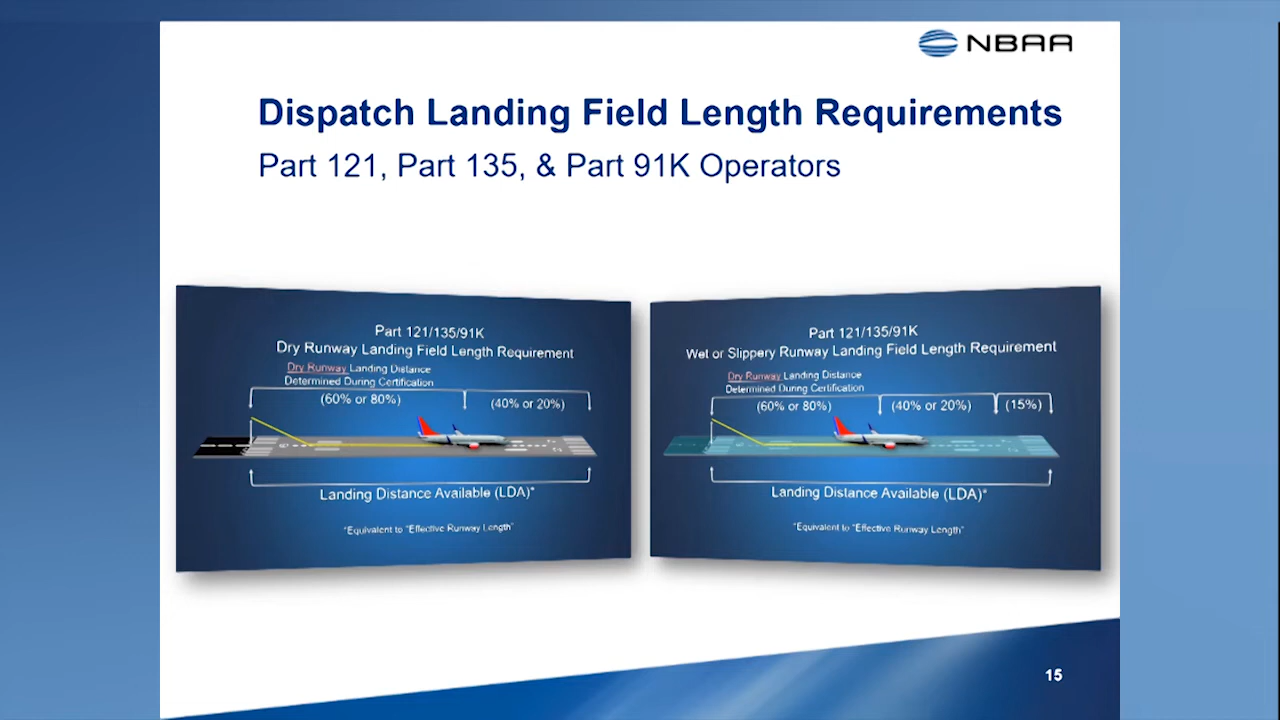 NBAA
Dispatch Landing Field Length Requirements
Part 121, Part 135, & Part 91K Operators
Part 121/135/91K
Dry Runway Landing Field Length Requirement
Dry Runway Landing Distance
Determined During Certification
(60% or 80%)
(40% or 20%)
Landing Distance Available (LDA)*
*Equivalent to "Effective Runway Length"
Part 121/135/91K
Wet or Slippery Runway Landing Field Length Requirement
Dry Runway Landing Distance
Determined During Certification
(60% or 80%)
(40% or 20%)
(15%)
Landing Distance Available (LDA)*
*Equivalent to "Effective Runway Length"
15